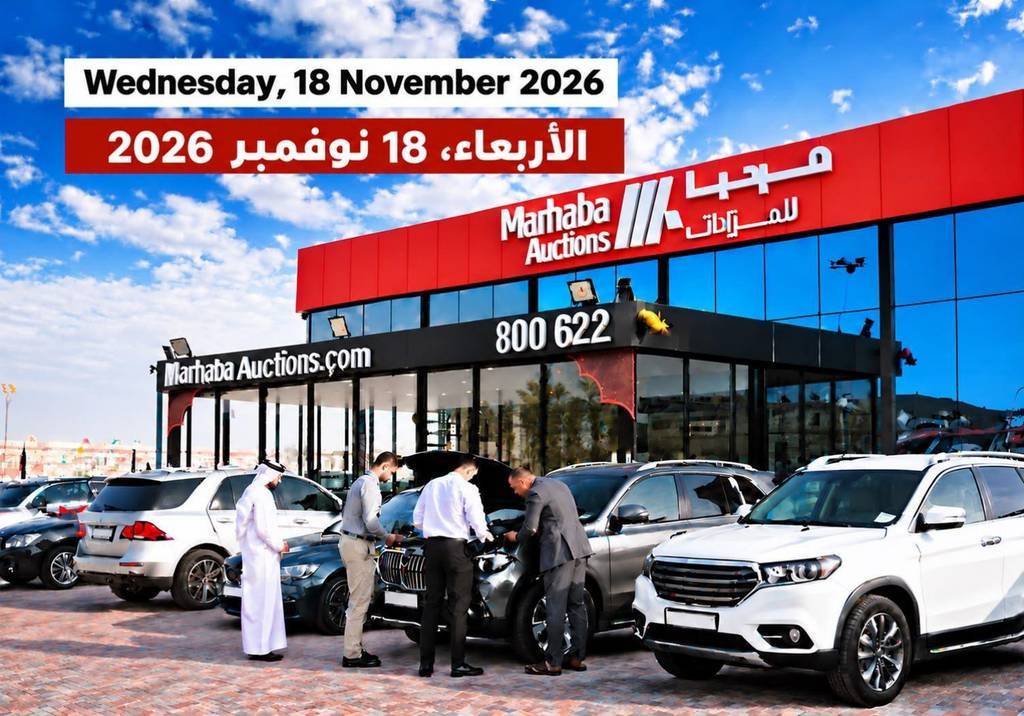 Wednesday, 18 November 2026
الأربعاء، 18 نوفمبر 2026
Marhaba
Auctions
مرحبا
للمزادات
800 622
Marhaba Auctions.com